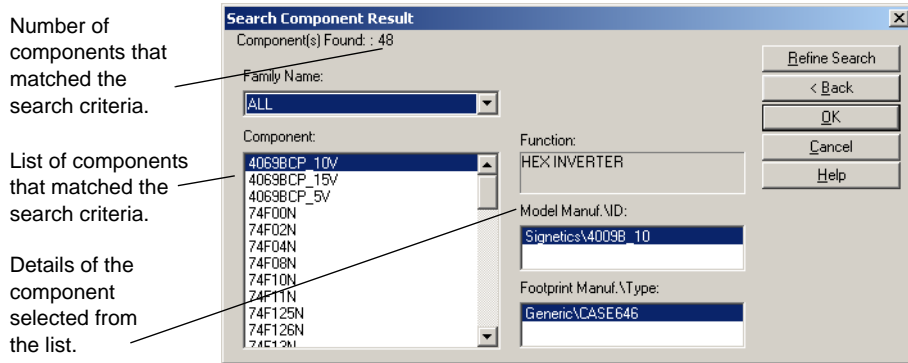 Number of
components that
matched the
search criteria.
List of components
that matched the
search criteria.
Details of the
component
selected from
the list.
Search Component Result
Component(s) Found: : 48
Family Name:
ALL
Component:
4069BCP_10V
4069BCP_15V
4069BCP_5V
74F00N
74F02N
74F04N
74F08N
74F10N
74F11N
74F125N
74F126N
74F13N
Function:
HEX INVERTER
Model Manuf.\ID:
Signetics\4009B_10
Footprint Manuf.\Type:
Generic\CASE646
Refine Search
< Back
OK
Cancel
Help